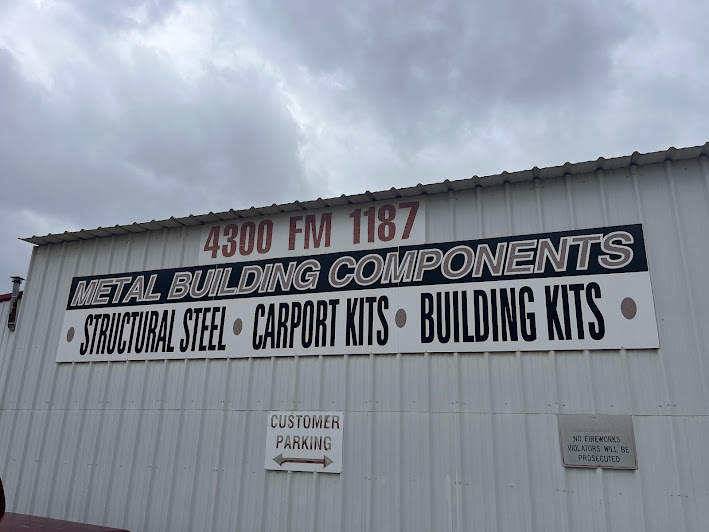 4300 FM 1187
METAL BUILDING COMPONENTS
• STRUCTURAL STEEL • CARPORT KITS • BUILDING KITS •
CUSTOMER
PARKING
NO FIREWORKS
VIOLATORS WILL BE
PROSECUTED